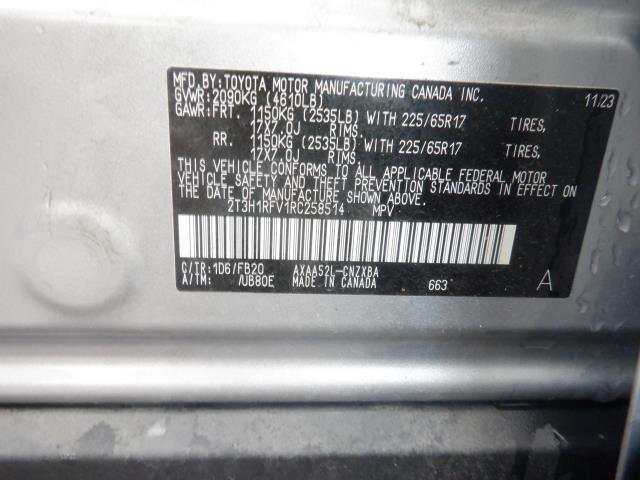 MFD.BY:TOYOTA MOTOR MANUFACTURING CANADA INC. 11/23
GVWR:2090KG (4610LB)
GAWR:FRT. 1150KG (2535LB) WITH 225/65R17 TIRES,
17X7.0J RIMS.
RR. 1150KG (2535LB) WITH 225/65R17 TIRES,
17X7.0J RIMS.
THIS VEHICLE CONFORMS TO ALL APPLICABLE FEDERAL MOTOR
VEHICLE SAFETY AND THEFT PREVENTION STANDARDS IN EFFECT ON
THE DATE OF MANUFACTURE SHOWN ABOVE.
2T3H1RFV1RC258514 MPV
C/TR:1D6/FB20 AXAA52L-CNZXBA
A/TM: /UB80E MADE IN CANADA 663 A